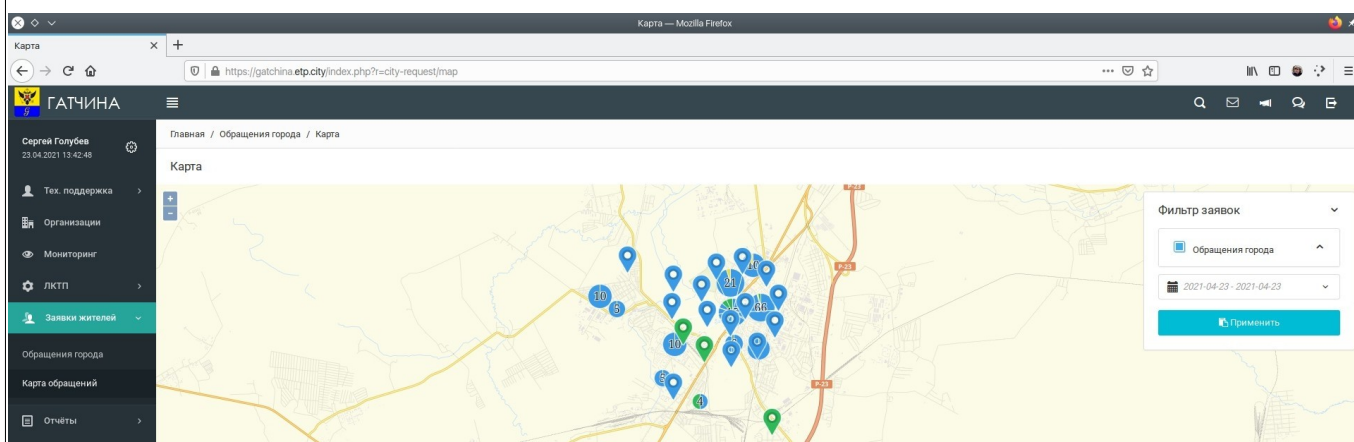 Карта — Mozilla Firefox
Карта
https://gatchina.etp.city/index.php?r=city-request/map
ГАТЧИНА
Сергей Голубев
23.04.2021 13:42:48
Главная / Обращения города / Карта
Карта
Тех. поддержка
Организации
Мониторинг
ЛКТП
Заявки жителей
Обращения города
Карта обращений
Отчёты
Р-23
Р-23
Р-23
10
6
21
66
10
4
Фильтр заявок
Обращения города
2021-04-23 - 2021-04-23
Применить